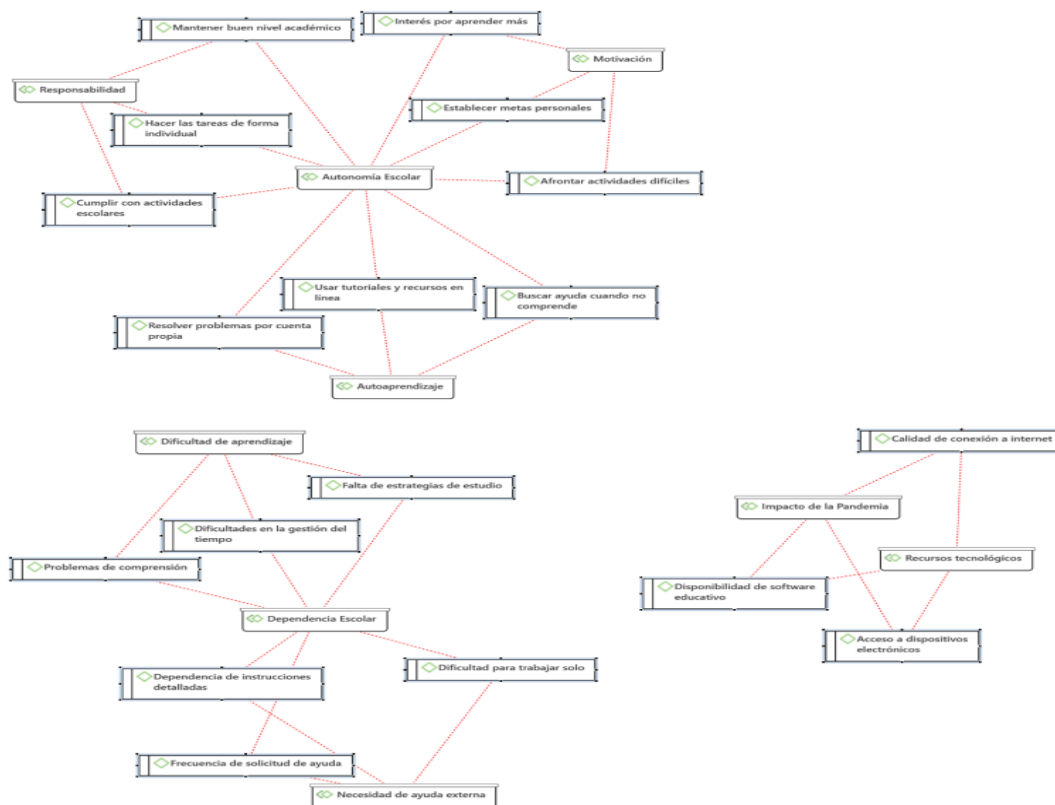 Mantener buen nivel académico
Interés por aprender más
Motivación
Responsabilidad
Establecer metas personales
Hacer las tareas de forma
individual
Autonomía Escolar
Afrontar actividades difíciles
Cumplir con actividades
escolares
Usar tutoriales y recursos en
línea
Buscar ayuda cuando no
comprende
Resolver problemas por cuenta
propia
Autoaprendizaje
Dificultad de aprendizaje
Calidad de conexión a internet
Falta de estrategias de estudio
Impacto de la Pandemia
Dificultades en la gestión del
tiempo
Recursos tecnológicos
Problemas de comprensión
Disponibilidad de software
educativo
Dependencia Escolar
Acceso a dispositivos
electrónicos
Dificultad para trabajar solo
Dependencia de instrucciones
detalladas
Frecuencia de solicitud de ayuda
Necesidad de ayuda externa